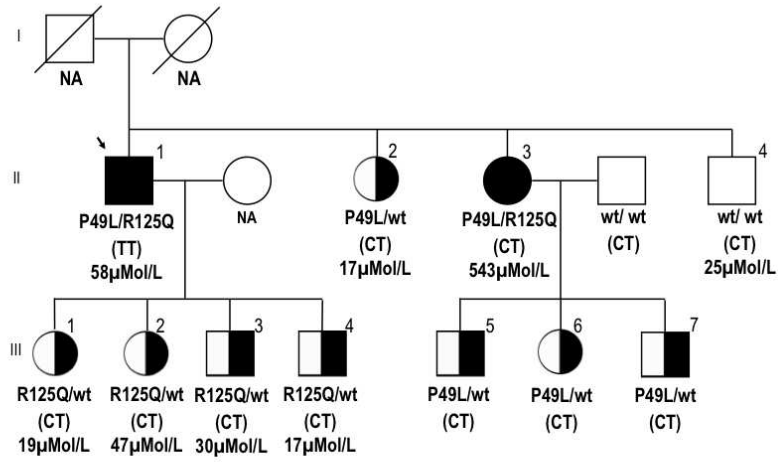 I
NA NA
1 2 3 4
II
P49L/R125Q NA P49L/wt P49L/R125Q wt/ wt wt/ wt
(TT) (CT) (CT) (CT) (CT)
58µMol/L 17µMol/L 543µMol/L 25µMol/L
1 2 3 4 5 6 7
III
R125Q/wt R125Q/wt R125Q/wt R125Q/wt P49L/wt P49L/wt P49L/wt
(CT) (CT) (CT) (CT) (CT) (CT) (CT)
19µMol/L 47µMol/L 30µMol/L 17µMol/L